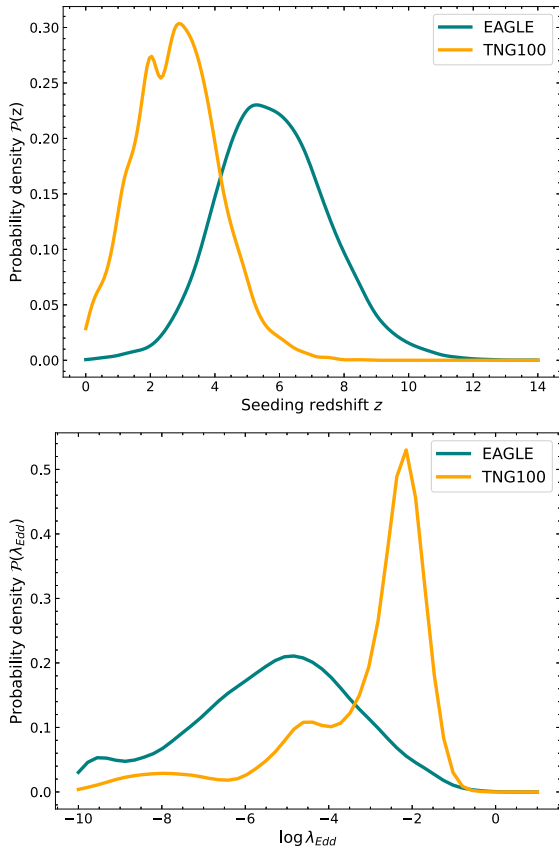 0.30
0.25
0.20
0.15
0.10
0.05
0.00
Probability density 𝒫(z)
EAGLE
TNG100
0 2 4 6 8 10 12 14
Seeding redshift z
0.5
0.4
0.3
0.2
0.1
0.0
Probability density 𝒫(λ_Edd)
EAGLE
TNG100
−10 −8 −6 −4 −2 0
log λ_Edd